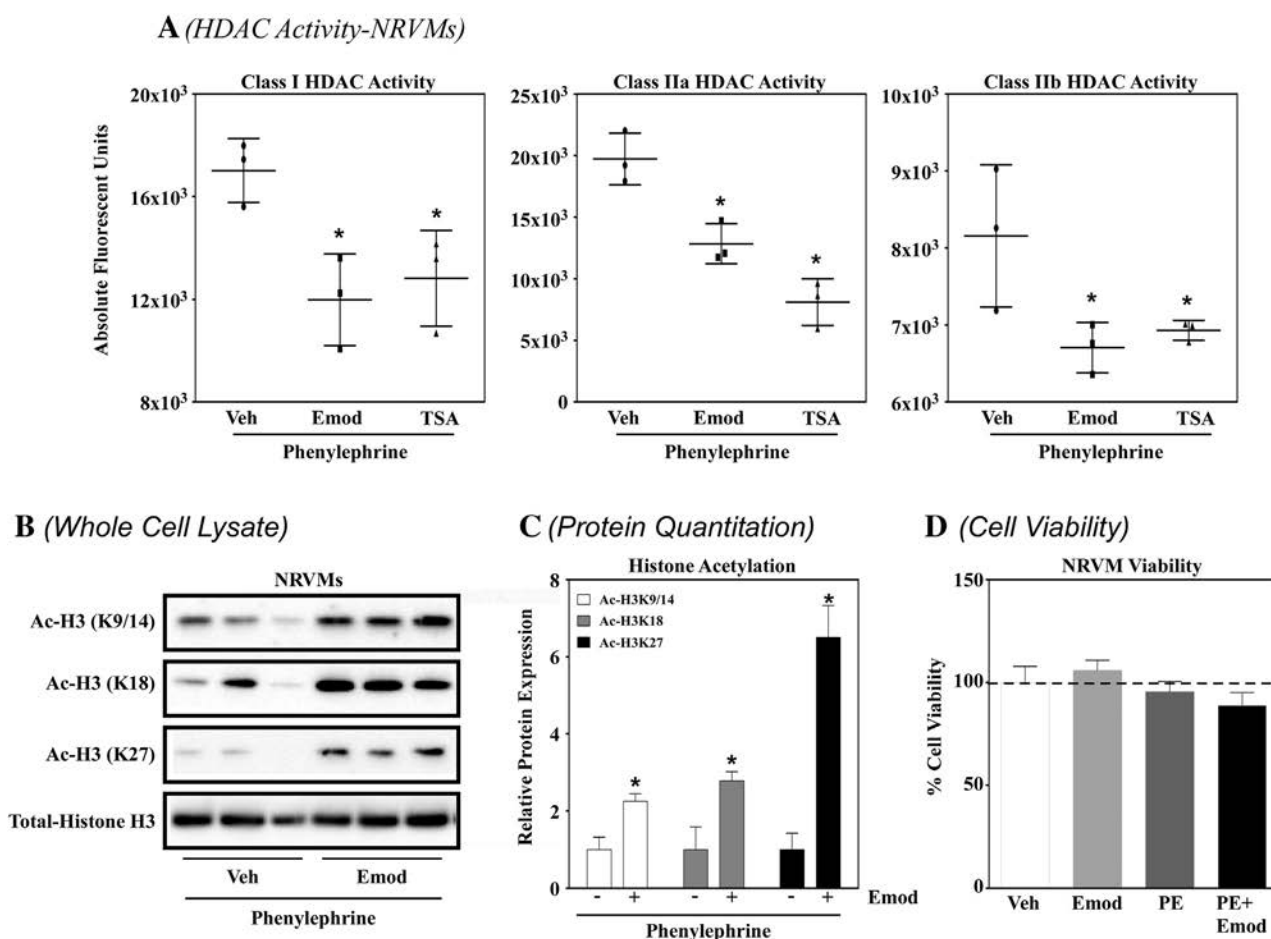 A (HDAC Activity-NRVMs)
Class I HDAC Activity
Class IIa HDAC Activity
Class IIb HDAC Activity
Absolute Fluorescent Units
20x10³
16x10³
12x10³
8x10³
25x10³
20x10³
15x10³
10x10³
5x10³
0
10x10³
9x10³
8x10³
7x10³
6x10³
*
*
*
*
*
*
Veh Emod TSA
Phenylephrine
Veh Emod TSA
Phenylephrine
Veh Emod TSA
Phenylephrine
B (Whole Cell Lysate)
NRVMs
Ac-H3 (K9/14)
Ac-H3 (K18)
Ac-H3 (K27)
Total-Histone H3
Veh Emod
Phenylephrine
C (Protein Quantitation)
Histone Acetylation
Relative Protein Expression
8
6
4
2
0
Ac-H3K9/14
Ac-H3K18
Ac-H3K27
*
*
*
- + - + - + Emod
Phenylephrine
D (Cell Viability)
NRVM Viability
% Cell Viability
150
100
50
0
Veh Emod PE PE+
Emod